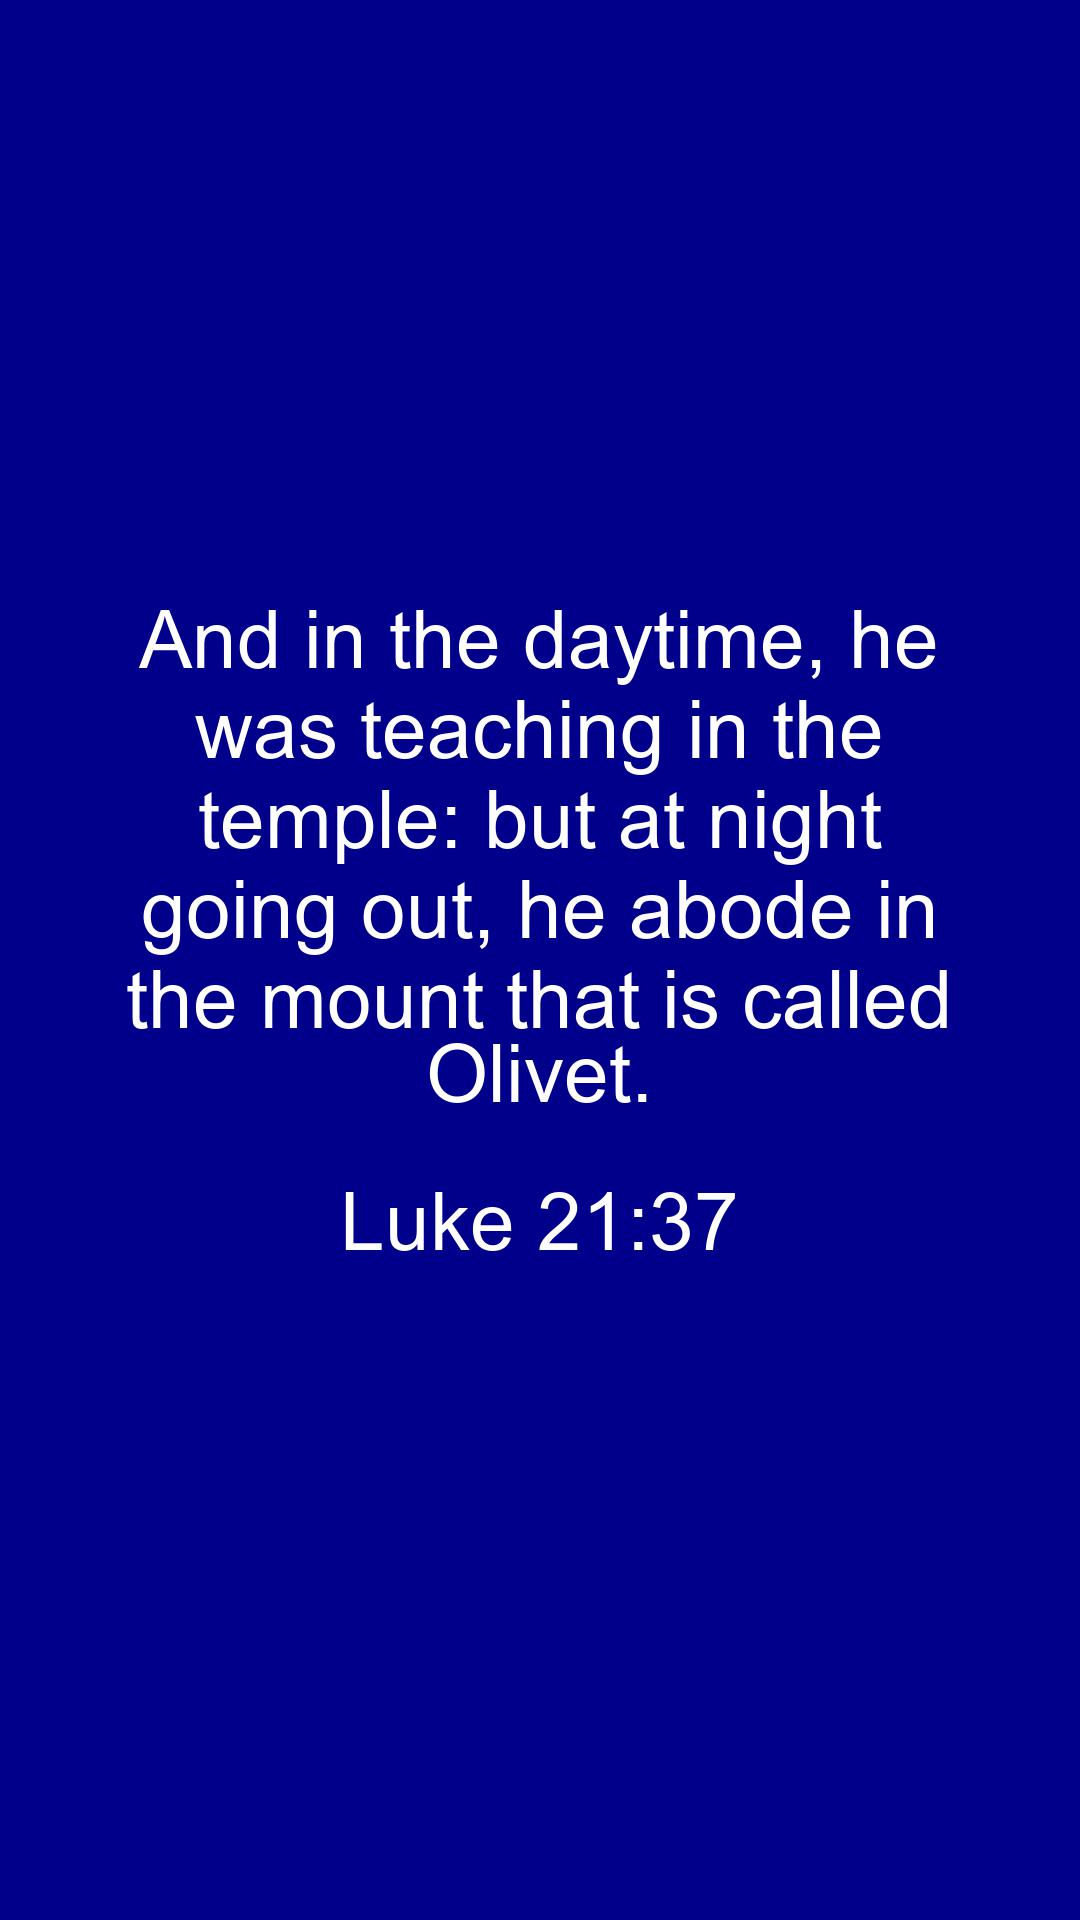 And in the daytime, he
was teaching in the
temple: but at night
going out, he abode in
the mount that is called
Olivet.
Luke 21:37